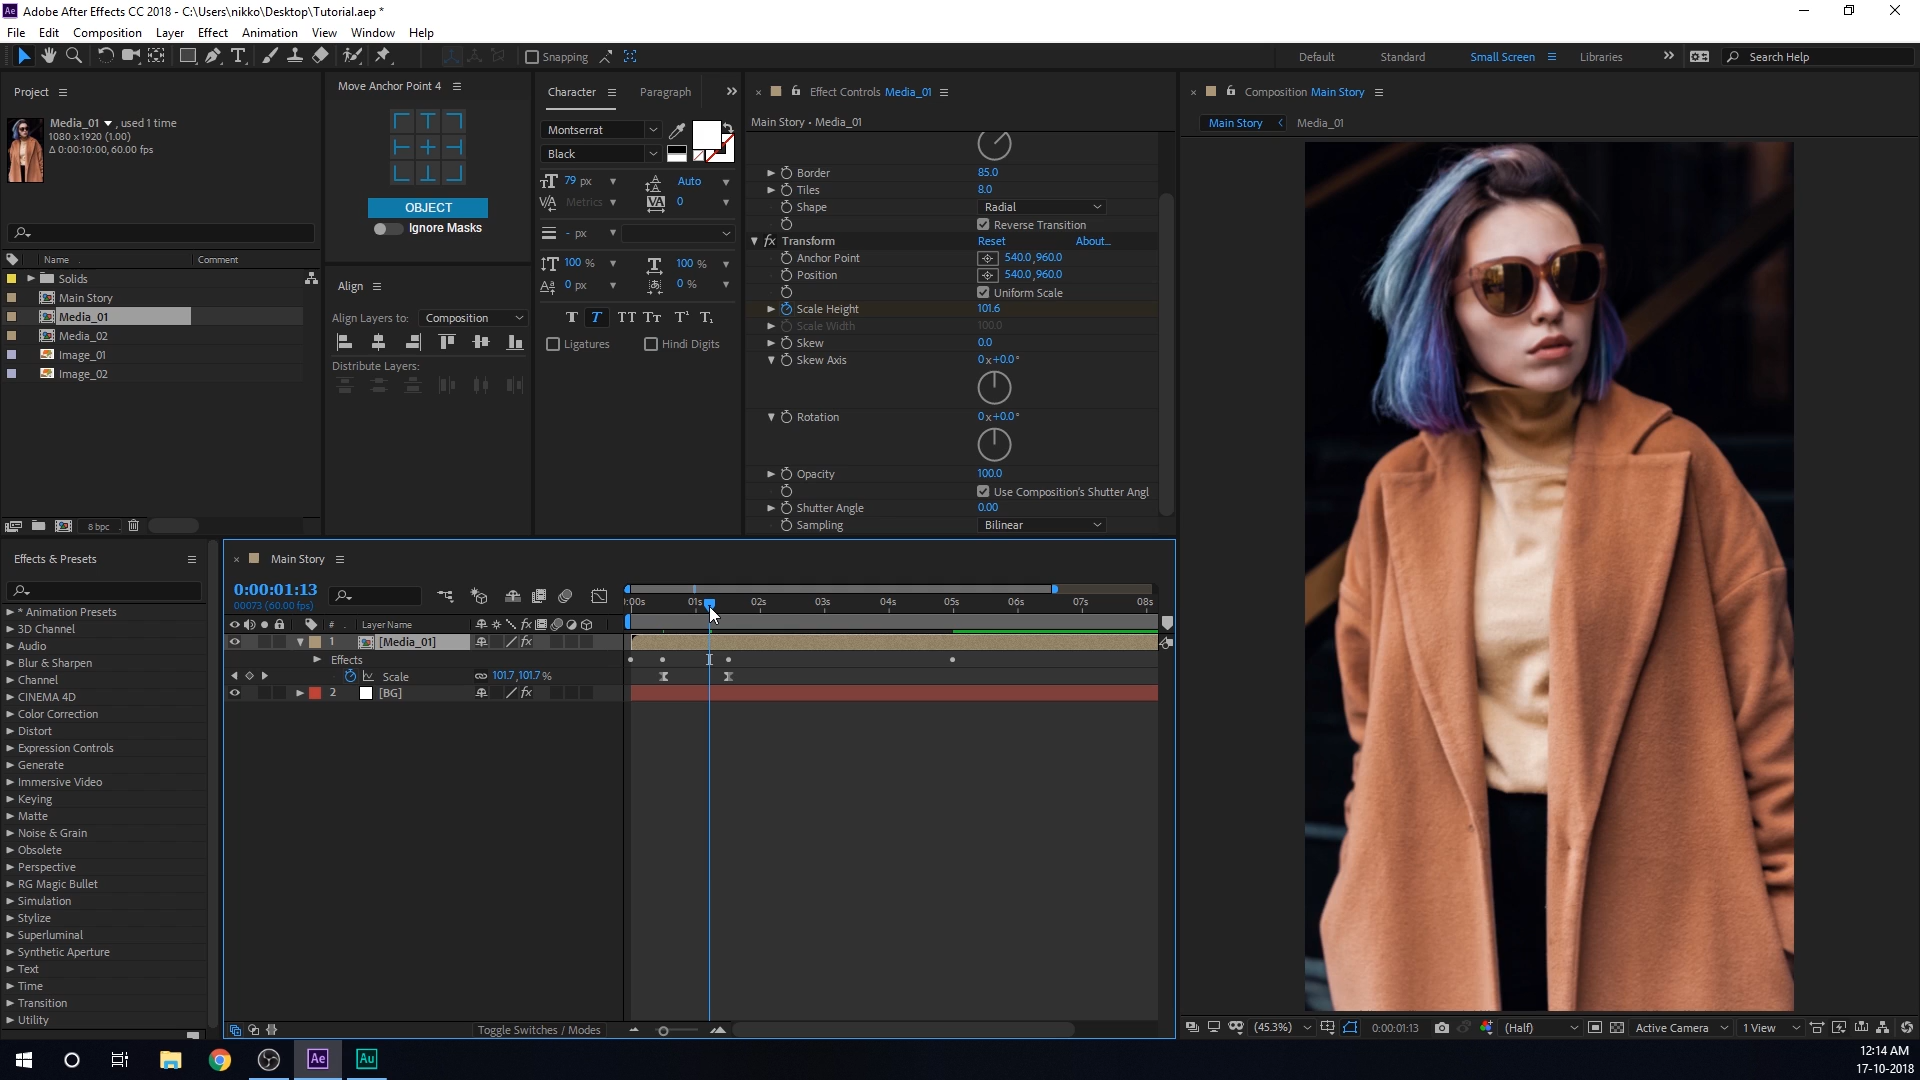 Adobe After Effects CC 2018 - C:\Users\nikko\Desktop\Tutorial.aep *
File Edit Composition Layer Effect Animation View Window Help
Snapping
Default Standard Small Screen Libraries Search Help
Project
Media_01 , used 1 time
1080 x 1920 (1.00)
Δ 0:00:10:00, 60.00 fps
Name Comment
Solids
Main Story
Media_01
Media_02
Image_01
Image_02
8 bpc
Move Anchor Point 4
OBJECT
Ignore Masks
Align
Align Layers to: Composition
Distribute Layers:
Character Paragraph
Montserrat
Black
79 px Auto
Metrics 0
- px
100 % 100 %
0 px 0 %
Ligatures Hindi Digits
Effect Controls Media_01
Main Story • Media_01
Border 85.0
Tiles 8.0
Shape Radial
Reverse Transition
fx Transform Reset About...
Anchor Point 540.0,960.0
Position 540.0,960.0
Uniform Scale
Scale Height 101.6
Scale Width 100.0
Skew 0.0
Skew Axis 0x+0.0°
Rotation 0x+0.0°
Opacity 100.0
Use Composition's Shutter Angl
Shutter Angle 0.00
Sampling Bilinear
Composition Main Story
Main Story Media_01
Effects & Presets
* Animation Presets
3D Channel
Audio
Blur & Sharpen
Channel
CINEMA 4D
Color Correction
Distort
Expression Controls
Generate
Immersive Video
Keying
Matte
Noise & Grain
Obsolete
Perspective
RG Magic Bullet
Simulation
Stylize
Superluminal
Synthetic Aperture
Text
Time
Transition
Utility
Main Story
0:00:01:13
00073 (60.00 fps)
:00s 01s 02s 03s 04s 05s 06s 07s 08s
# Layer Name
1 [Media_01]
Effects
Scale 101.7,101.7%
2 [BG]
Toggle Switches / Modes
(45.3%) 0:00:01:13 (Half) Active Camera 1 View
Ae Au
12:14 AM
17-10-2018